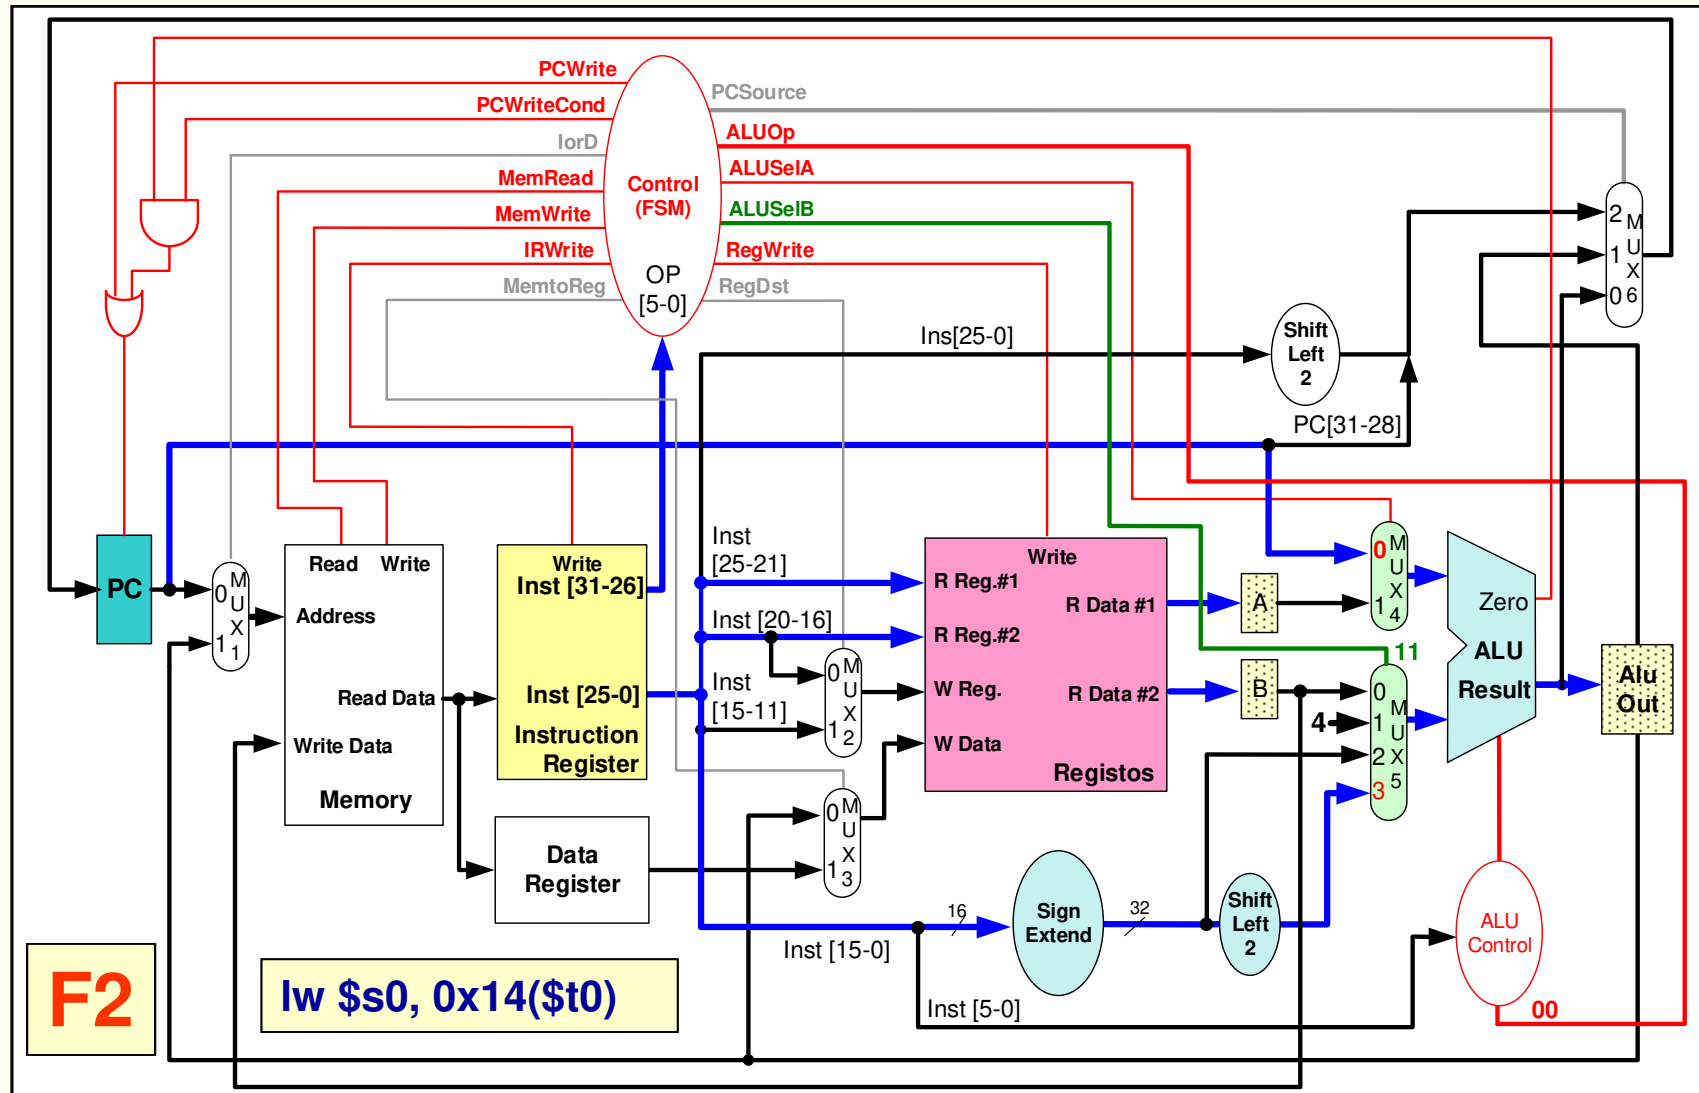 PCWrite
PCWriteCond
IorD
MemRead
MemWrite
IRWrite
MemtoReg
Control
(FSM)
OP
[5-0]
PCSource
ALUOp
ALUSelA
ALUSelB
RegWrite
RegDst
Ins[25-0]
Shift
Left
2
PC[31-28]
2
1
0
M
U
X
6
PC
0
1
M
U
X
1
Read Write
Address
Read Data
Write Data
Memory
Write
Inst [31-26]
Inst [25-0]
Instruction
Register
Data
Register
Inst
[25-21]
Inst [20-16]
Inst
[15-11]
0
1
M
U
X
2
0
1
M
U
X
3
Write
R Reg.#1
R Reg.#2
W Reg.
W Data
R Data #1
R Data #2
Registos
A
B
0
1
M
U
X
4
11
0
4
1
2
3
M
U
X
5
Zero
ALU
Result
Alu
Out
Inst [15-0]
16
Sign
Extend
32
Shift
Left
2
ALU
Control
Inst [5-0]
00
F2
lw $s0, 0x14($t0)